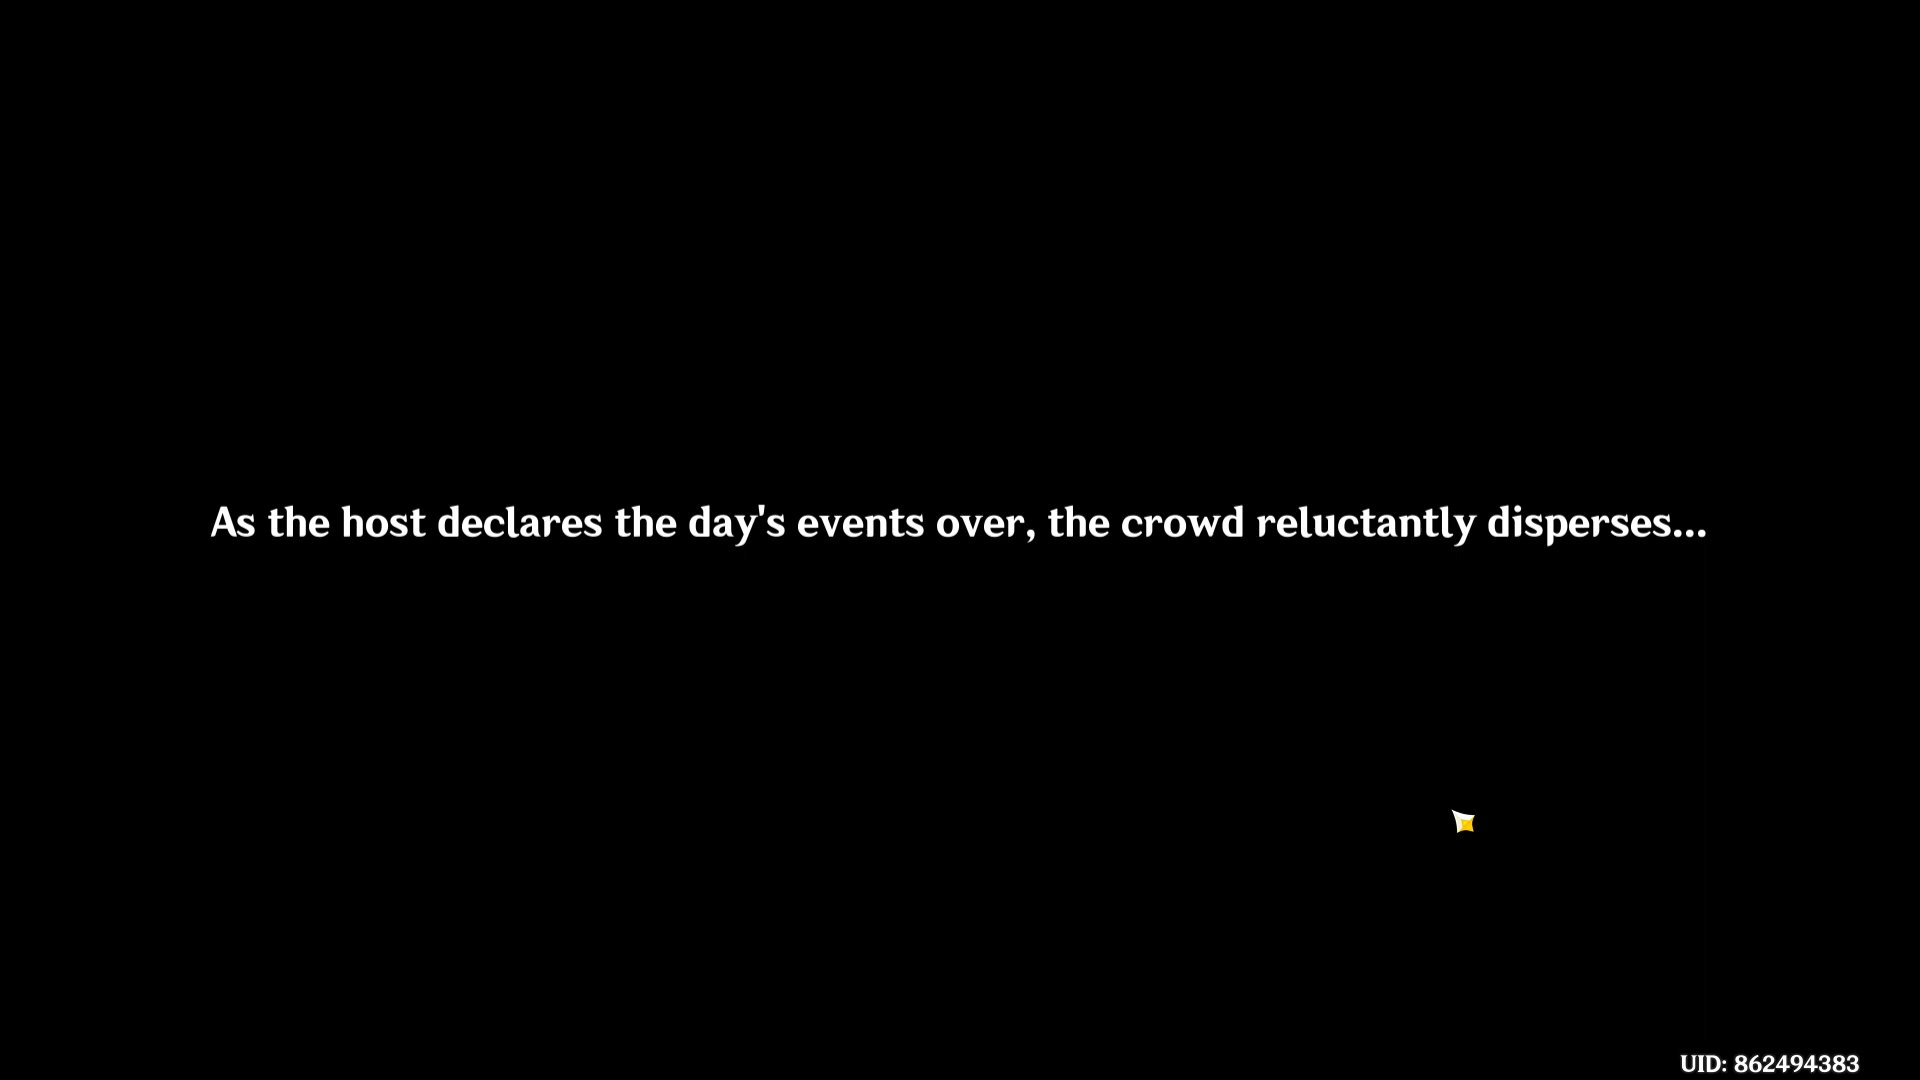 As the host declares the day's events over, the crowd reluctantly disperses...
UID: 862494383